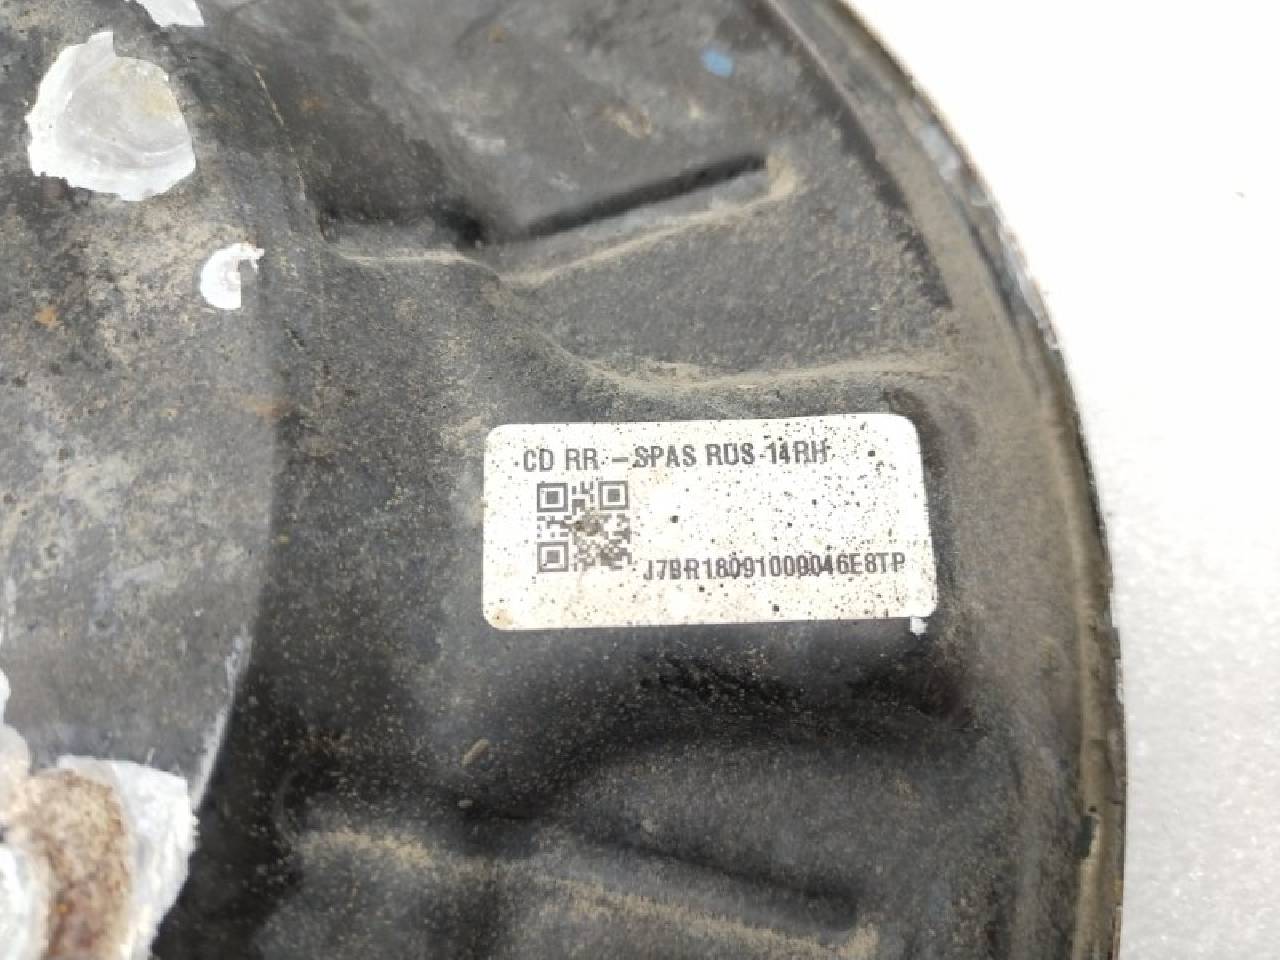 CD RR -SPAS RUS 14RH
J7BR18091000046E8TP